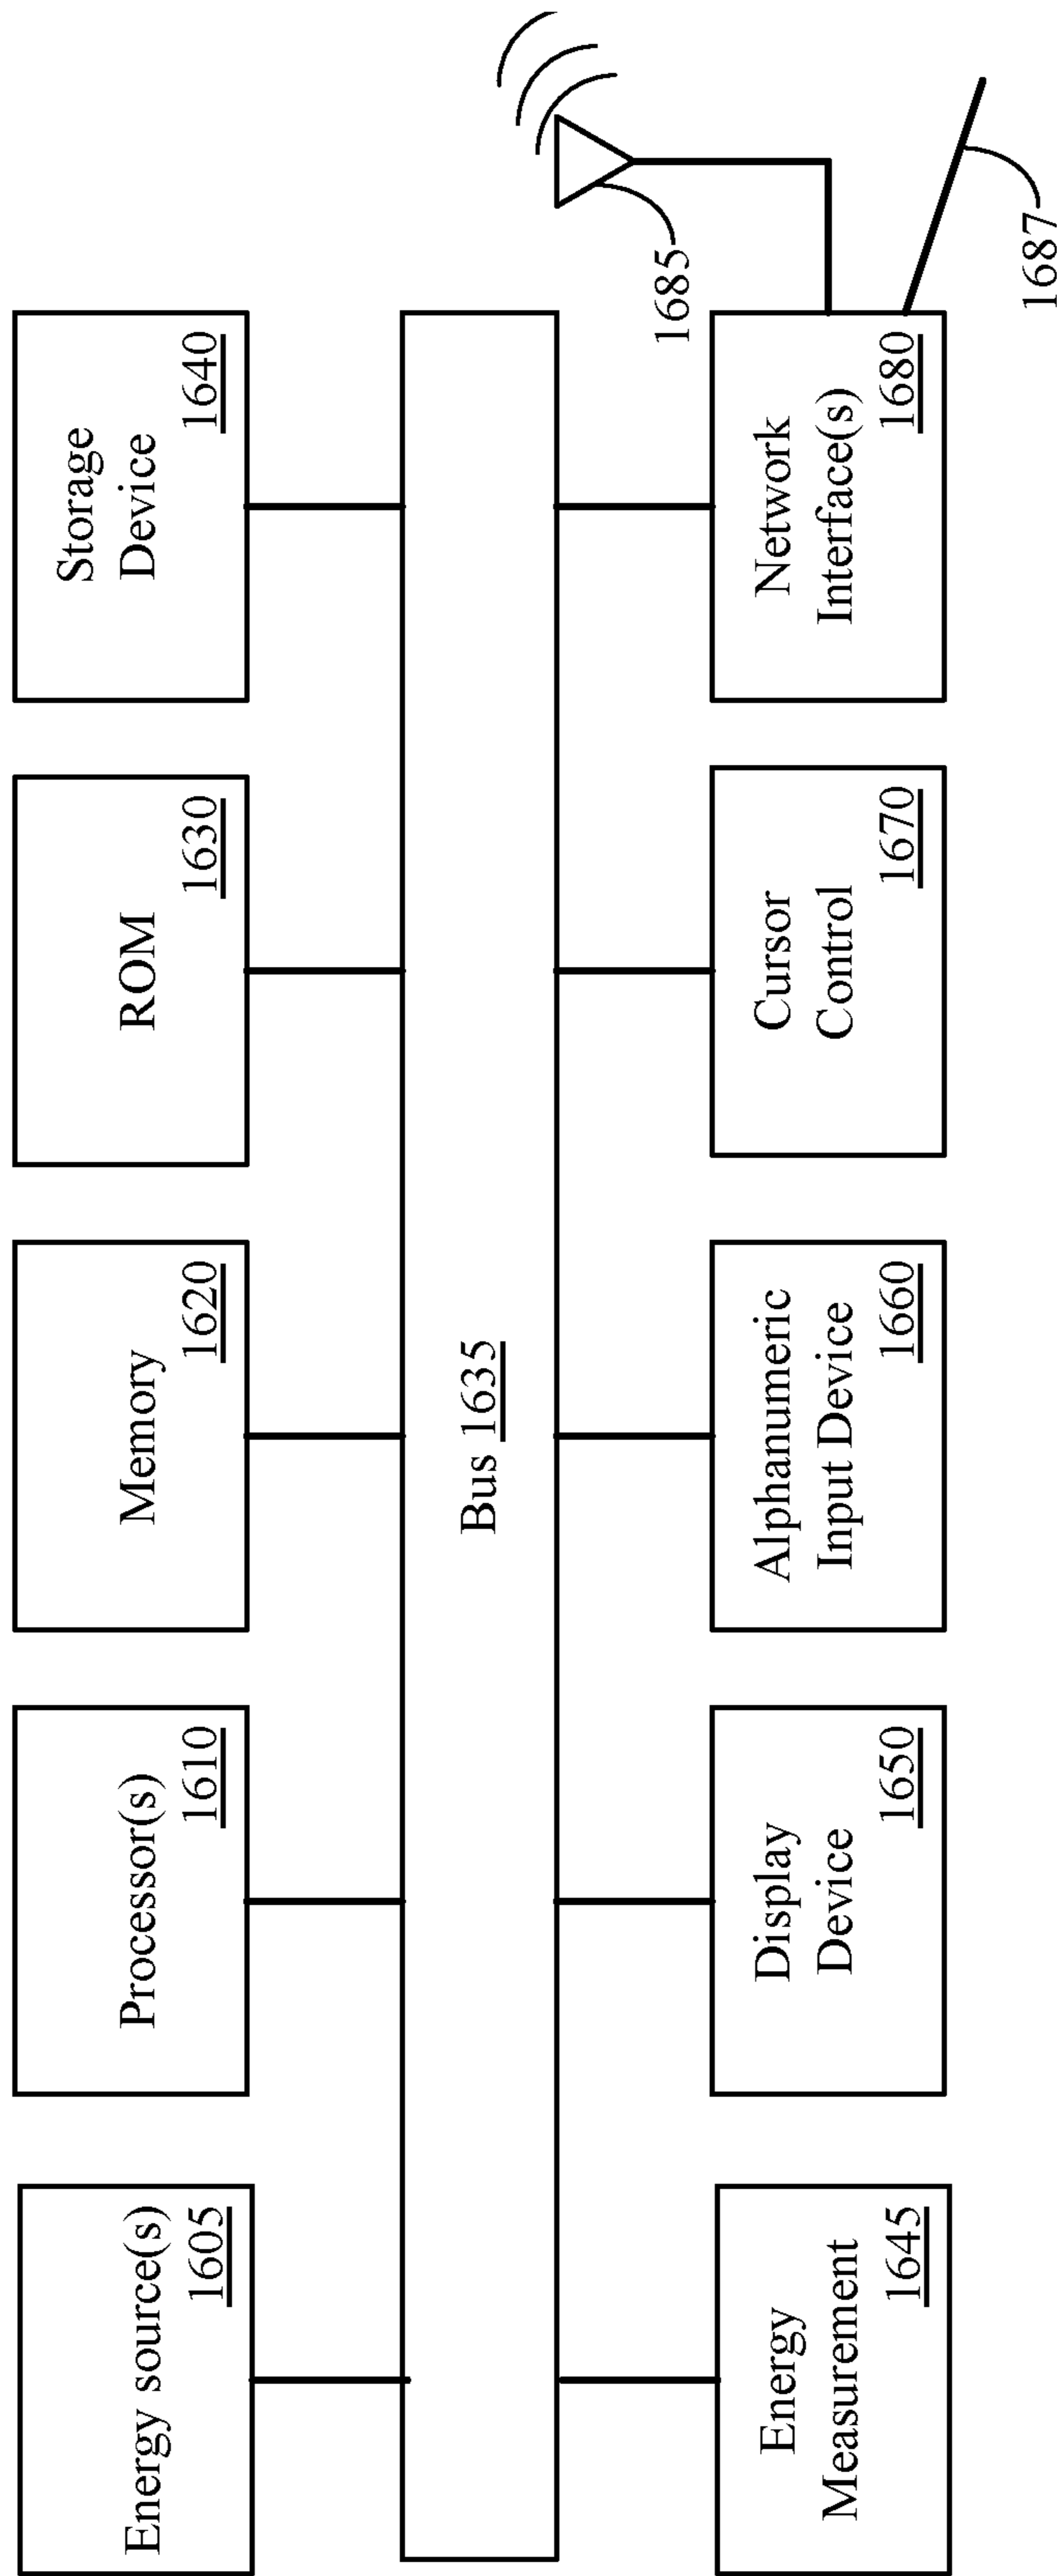 Energy source(s)
1605
Processor(s)
1610
Memory
1620
ROM
1630
Storage
Device
1640
Bus 1635
1685
Energy
Measurement
1645
Display
Device
1650
Alphanumeric
Input Device
1660
Cursor
Control
1670
Network
Interface(s)
1680
1687